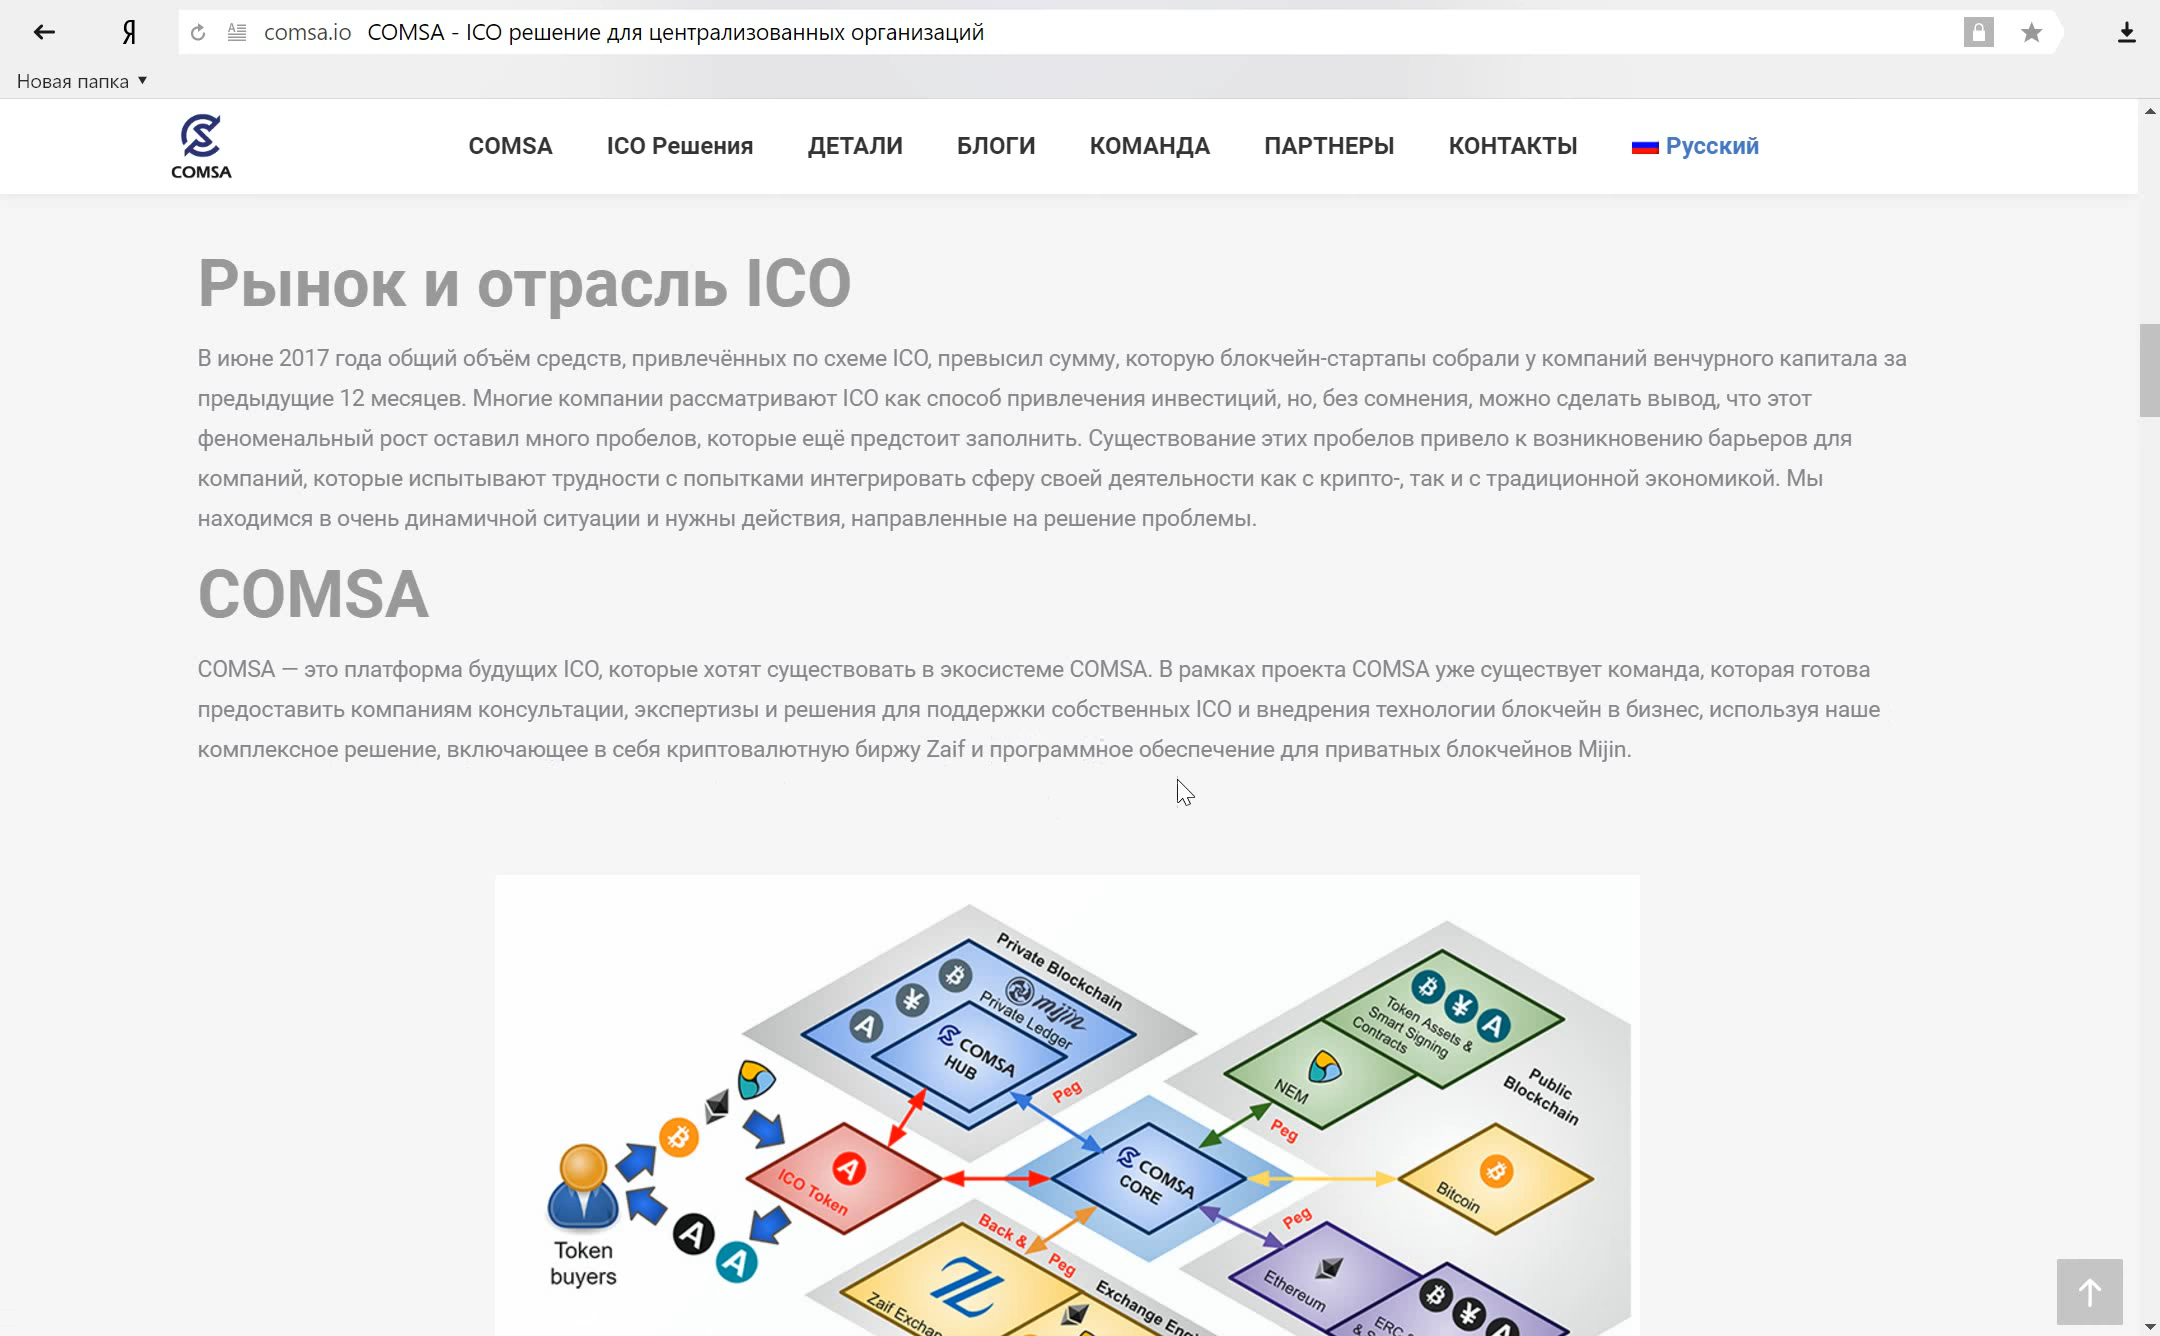 Я
comsa.io COMSA - ICO решение для централизованных организаций
Новая папка
COMSA
COMSA ICO Решения ДЕТАЛИ БЛОГИ КОМАНДА ПАРТНЕРЫ КОНТАКТЫ Русский
Рынок и отрасль ICO
В июне 2017 года общий объём средств, привлечённых по схеме ICO, превысил сумму, которую блокчейн-стартапы собрали у компаний венчурного капитала за
предыдущие 12 месяцев. Многие компании рассматривают ICO как способ привлечения инвестиций, но, без сомнения, можно сделать вывод, что этот
феноменальный рост оставил много пробелов, которые ещё предстоит заполнить. Существование этих пробелов привело к возникновению барьеров для
компаний, которые испытывают трудности с попытками интегрировать сферу своей деятельности как с крипто-, так и с традиционной экономикой. Мы
находимся в очень динамичной ситуации и нужны действия, направленные на решение проблемы.
COMSA
COMSA — это платформа будущих ICO, которые хотят существовать в экосистеме COMSA. В рамках проекта COMSA уже существует команда, которая готова
предоставить компаниям консультации, экспертизы и решения для поддержки собственных ICO и внедрения технологии блокчейн в бизнес, используя наше
комплексное решение, включающее в себя криптовалютную биржу Zaif и программное обеспечение для приватных блокчейнов Mijin.
Private Blockchain
mijin
Private Ledger
COMSA
HUB
Peg
Token Assets &
Smart Signing
Contracts
NEM
Public
Blockchain
Peg
ICO Token
COMSA
CORE
Bitcoin
Token
buyers
Back &
Peg
Peg
Ethereum
Zaif
Exchange
ERC
&